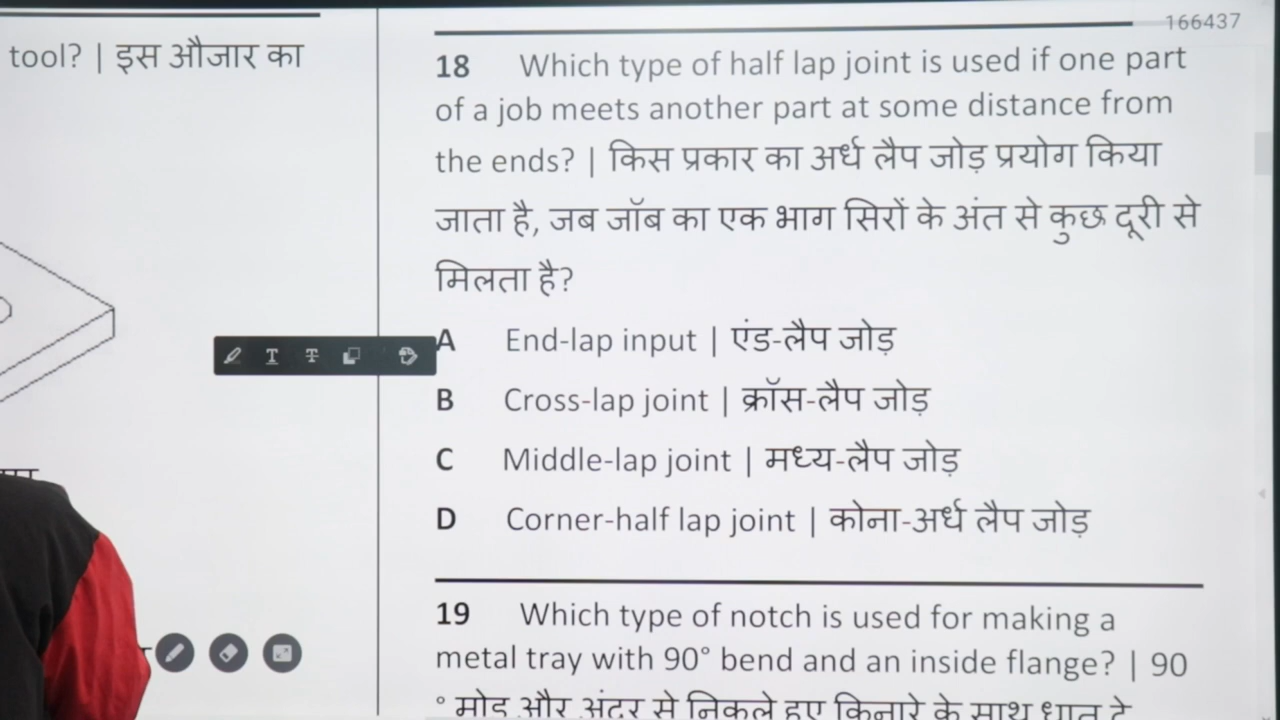 tool? | इस औजार का
166437
18 Which type of half lap joint is used if one part
of a job meets another part at some distance from
the ends? | किस प्रकार का अर्ध लैप जोड़ प्रयोग किया
जाता है, जब जॉब का एक भाग सिरों के अंत से कुछ दूरी से
मिलता है?
A End-lap input | एंड-लैप जोड़
B Cross-lap joint | क्रॉस-लैप जोड़
C Middle-lap joint | मध्य-लैप जोड़
D Corner-half lap joint | कोना-अर्ध लैप जोड़
19 Which type of notch is used for making a
metal tray with 90° bend and an inside flange? | 90
° मोड़ और अंदर से निकले हुए किनारे के साथ धातु ट्रे